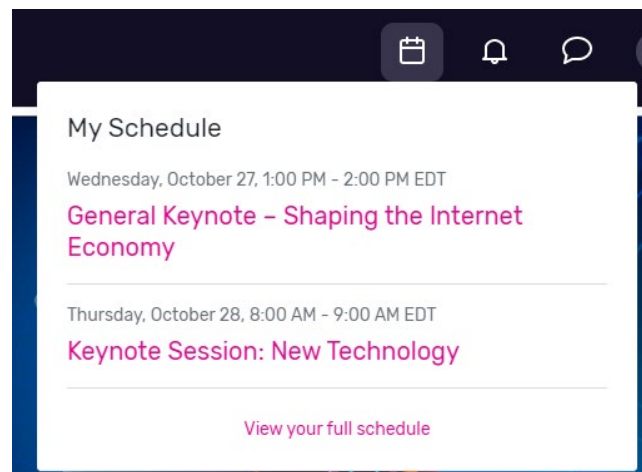 My Schedule
Wednesday, October 27, 1:00 PM - 2:00 PM EDT
General Keynote – Shaping the Internet
Economy
Thursday, October 28, 8:00 AM - 9:00 AM EDT
Keynote Session: New Technology
View your full schedule